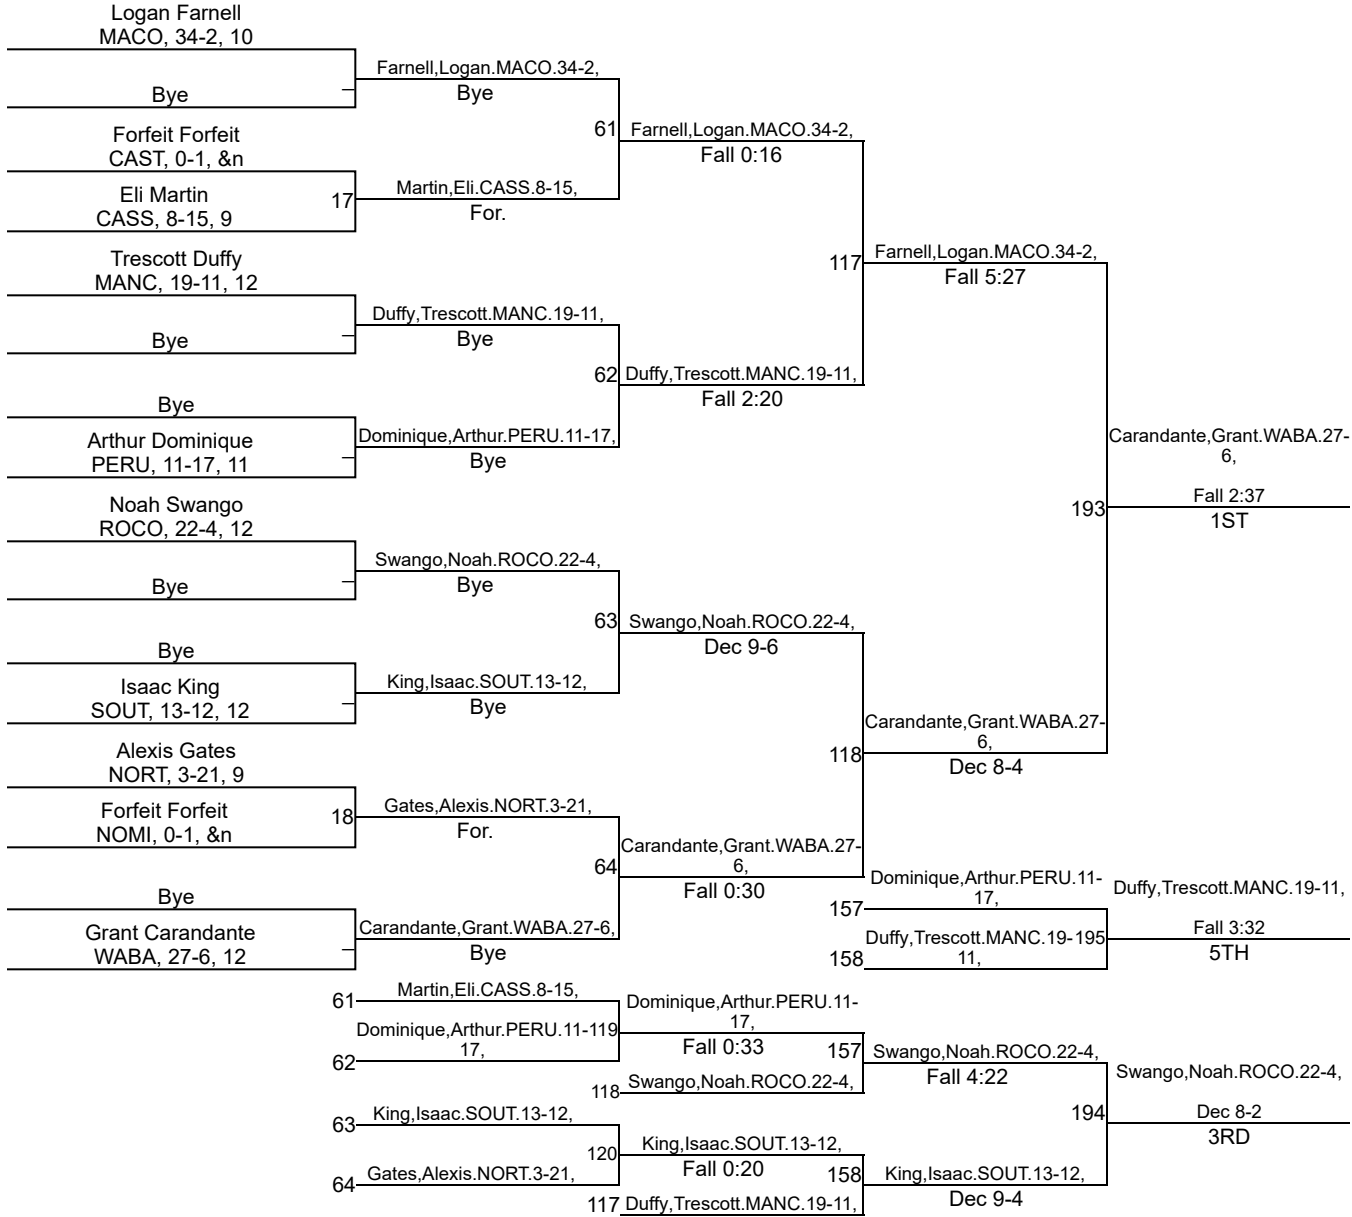 Logan Farnell
MACO, 34-2, 10
Bye
Forfeit Forfeit
CAST, 0-1, &n
Eli Martin
CASS, 8-15, 9
17
Trescott Duffy
MANC, 19-11, 12
Bye
Bye
Arthur Dominique
PERU, 11-17, 11
Noah Swango
ROCO, 22-4, 12
Bye
Bye
Isaac King
SOUT, 13-12, 12
Alexis Gates
NORT, 3-21, 9
Forfeit Forfeit
NOMI, 0-1, &n
18
Bye
Grant Carandante
WABA, 27-6, 12
Farnell,Logan.MACO.34-2,
Bye
61
Martin,Eli.CASS.8-15,
For.
Duffy,Trescott.MANC.19-11,
Bye
62
Dominique,Arthur.PERU.11-17,
Bye
Swango,Noah.ROCO.22-4,
Bye
63
King,Isaac.SOUT.13-12,
Bye
Gates,Alexis.NORT.3-21,
For.
64
Carandante,Grant.WABA.27-6,
Bye
Farnell,Logan.MACO.34-2,
Fall 0:16
117
Duffy,Trescott.MANC.19-11,
Fall 2:20
Swango,Noah.ROCO.22-4,
Dec 9-6
118
Carandante,Grant.WABA.27-
6,
Fall 0:30
Farnell,Logan.MACO.34-2,
Fall 5:27
193
Carandante,Grant.WABA.27-
6,
Dec 8-4
Carandante,Grant.WABA.27-
6,
Fall 2:37
1ST
157
Dominique,Arthur.PERU.11-
17,
158
Duffy,Trescott.MANC.19-
11,
195
Duffy,Trescott.MANC.19-11,
Fall 3:32
5TH
61
Martin,Eli.CASS.8-15,
62
Dominique,Arthur.PERU.11-
17,
119
Dominique,Arthur.PERU.11-
17,
Fall 0:33
157
118
Swango,Noah.ROCO.22-4,
Swango,Noah.ROCO.22-4,
Fall 4:22
63
King,Isaac.SOUT.13-12,
120
64
Gates,Alexis.NORT.3-21,
King,Isaac.SOUT.13-12,
Fall 0:20
158
117
Duffy,Trescott.MANC.19-11,
King,Isaac.SOUT.13-12,
Dec 9-4
194
Swango,Noah.ROCO.22-4,
Dec 8-2
3RD